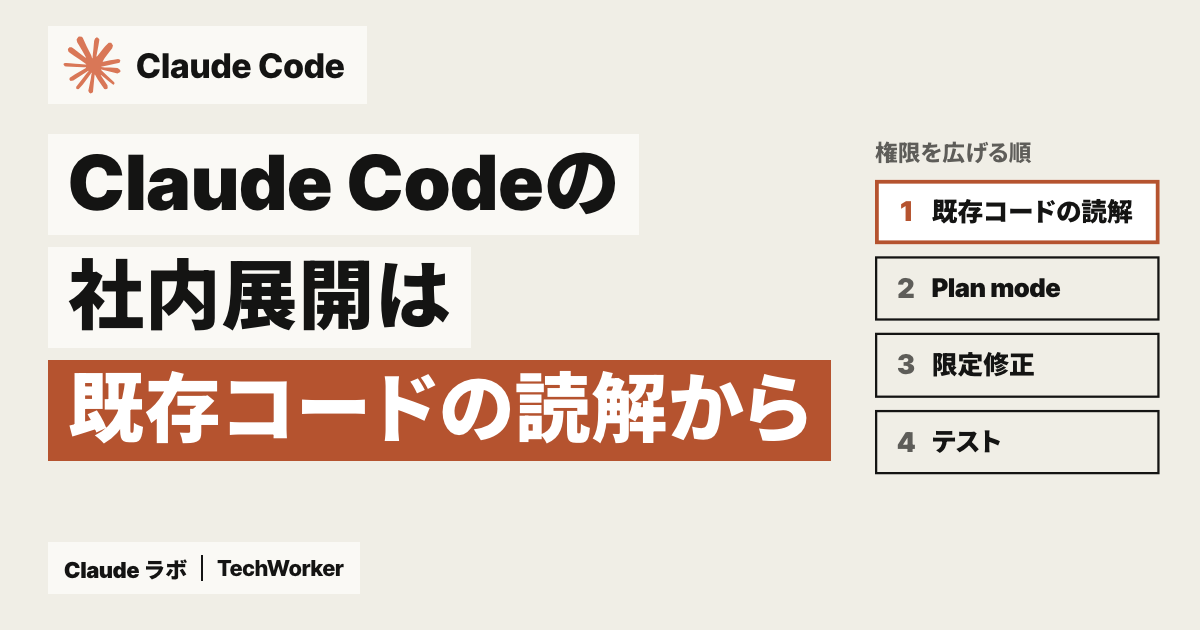 Claude Code
Claude Codeの
社内展開は
既存コードの読解から
権限を広げる順
1 既存コードの読解
2 Plan mode
3 限定修正
4 テスト
Claude ラボ | TechWorker